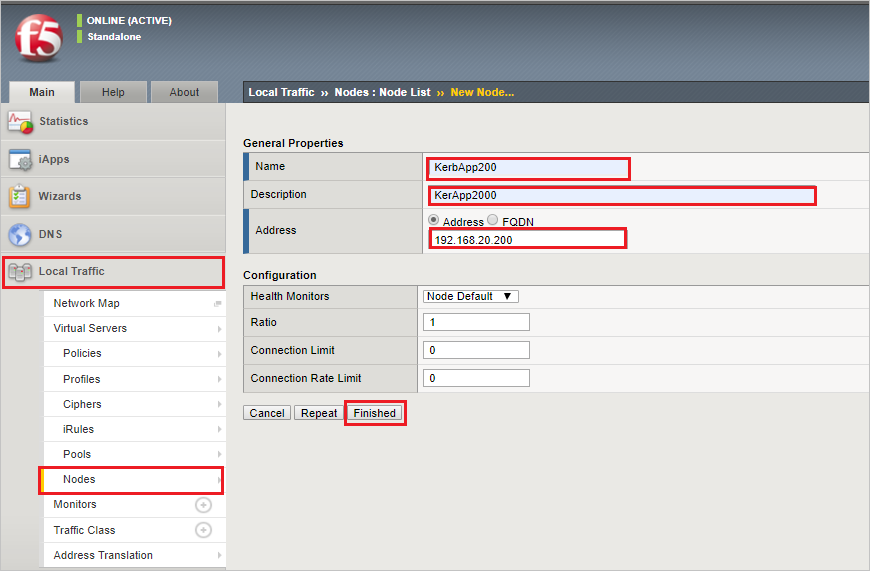 f5
ONLINE (ACTIVE)
Standalone
Main Help About
Local Traffic ›› Nodes : Node List ›› New Node...
Statistics
iApps
Wizards
DNS
Local Traffic
Network Map
Virtual Servers
Policies
Profiles
Ciphers
iRules
Pools
Nodes
Monitors
Traffic Class
Address Translation
General Properties
Name KerbApp200
Description KerApp2000
Address Address FQDN
192.168.20.200
Configuration
Health Monitors Node Default
Ratio 1
Connection Limit 0
Connection Rate Limit 0
Cancel Repeat Finished